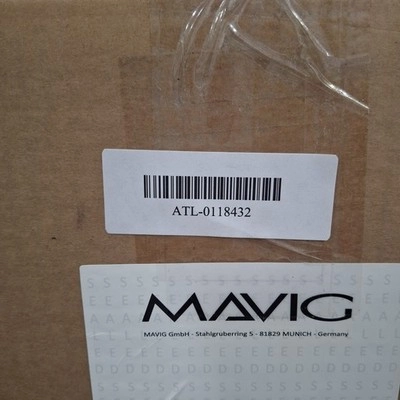 ATL-0118432
MAVIG
MAVIG GmbH - Stahlgruberring 5 - 81829 MUNICH - Germany